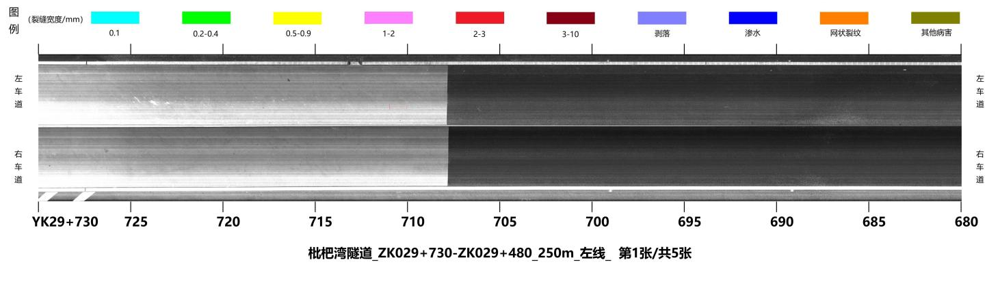 图例
(裂缝宽度/mm)
0.1
0.2-0.4
0.5-0.9
1-2
2-3
3-10
剥落
渗水
网状裂纹
其他病害
左车道
左车道
右车道
右车道
YK29+730 725 720 715 710 705 700 695 690 685 680
枇杷湾隧道_ZK029+730-ZK029+480_250m_左线_ 第1张/共5张